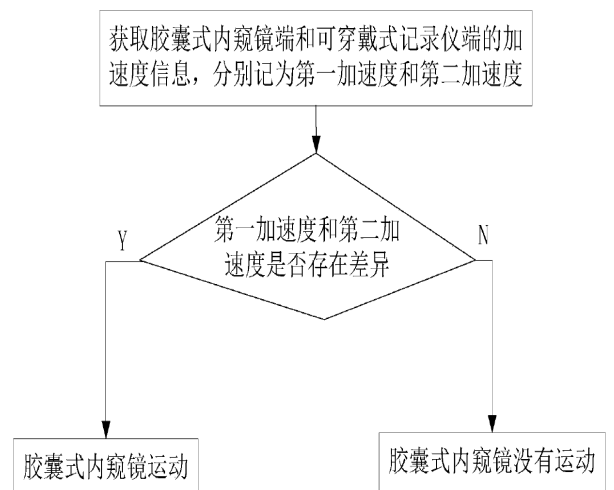 获取胶囊式内窥镜端和可穿戴式记录仪端的加
速度信息，分别记为第一加速度和第二加速度
第一加速度和第二加
速度是否存在差异
Y
N
胶囊式内窥镜运动
胶囊式内窥镜没有运动